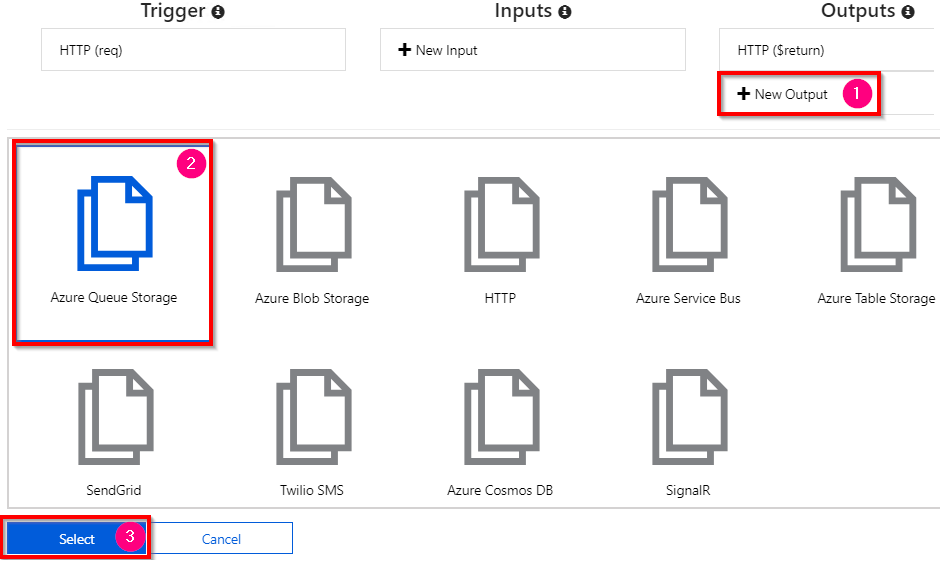 Trigger
Inputs
Outputs
HTTP (req)
New Input
HTTP ($return)
New Output 1
2
Azure Queue Storage
Azure Blob Storage
HTTP
Azure Service Bus
Azure Table Storage
SendGrid
Twilio SMS
Azure Cosmos DB
SignalR
Select 3
Cancel